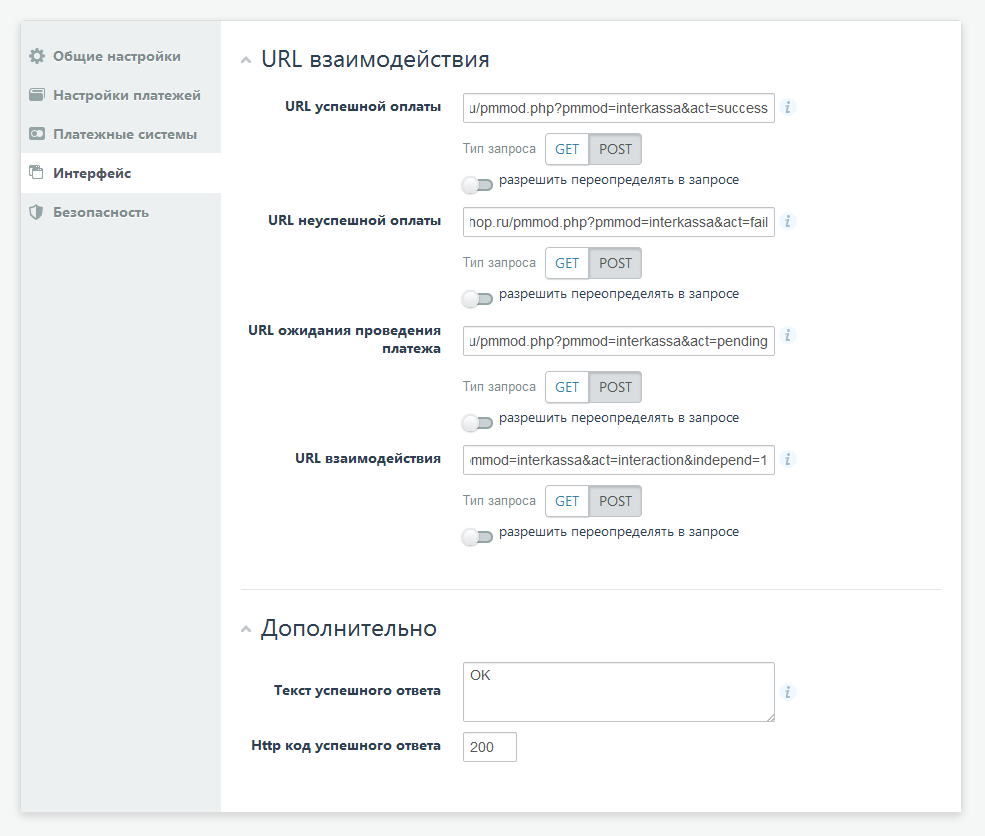 Общие настройки
Настройки платежей
Платежные системы
Интерфейс
Безопасность
URL взаимодействия
URL успешной оплаты
u/pmmod.php?pmmod=interkassa&act=success
i
Тип запроса GET POST
разрешить переопределять в запросе
URL неуспешной оплаты
hop.ru/pmmod.php?pmmod=interkassa&act=fail
i
Тип запроса GET POST
разрешить переопределять в запросе
URL ожидания проведения
платежа
u/pmmod.php?pmmod=interkassa&act=pending
i
Тип запроса GET POST
разрешить переопределять в запросе
URL взаимодействия
pmmod=interkassa&act=interaction&independ=1
i
Тип запроса GET POST
разрешить переопределять в запросе
Дополнительно
Текст успешного ответа
OK
i
Http код успешного ответа
200